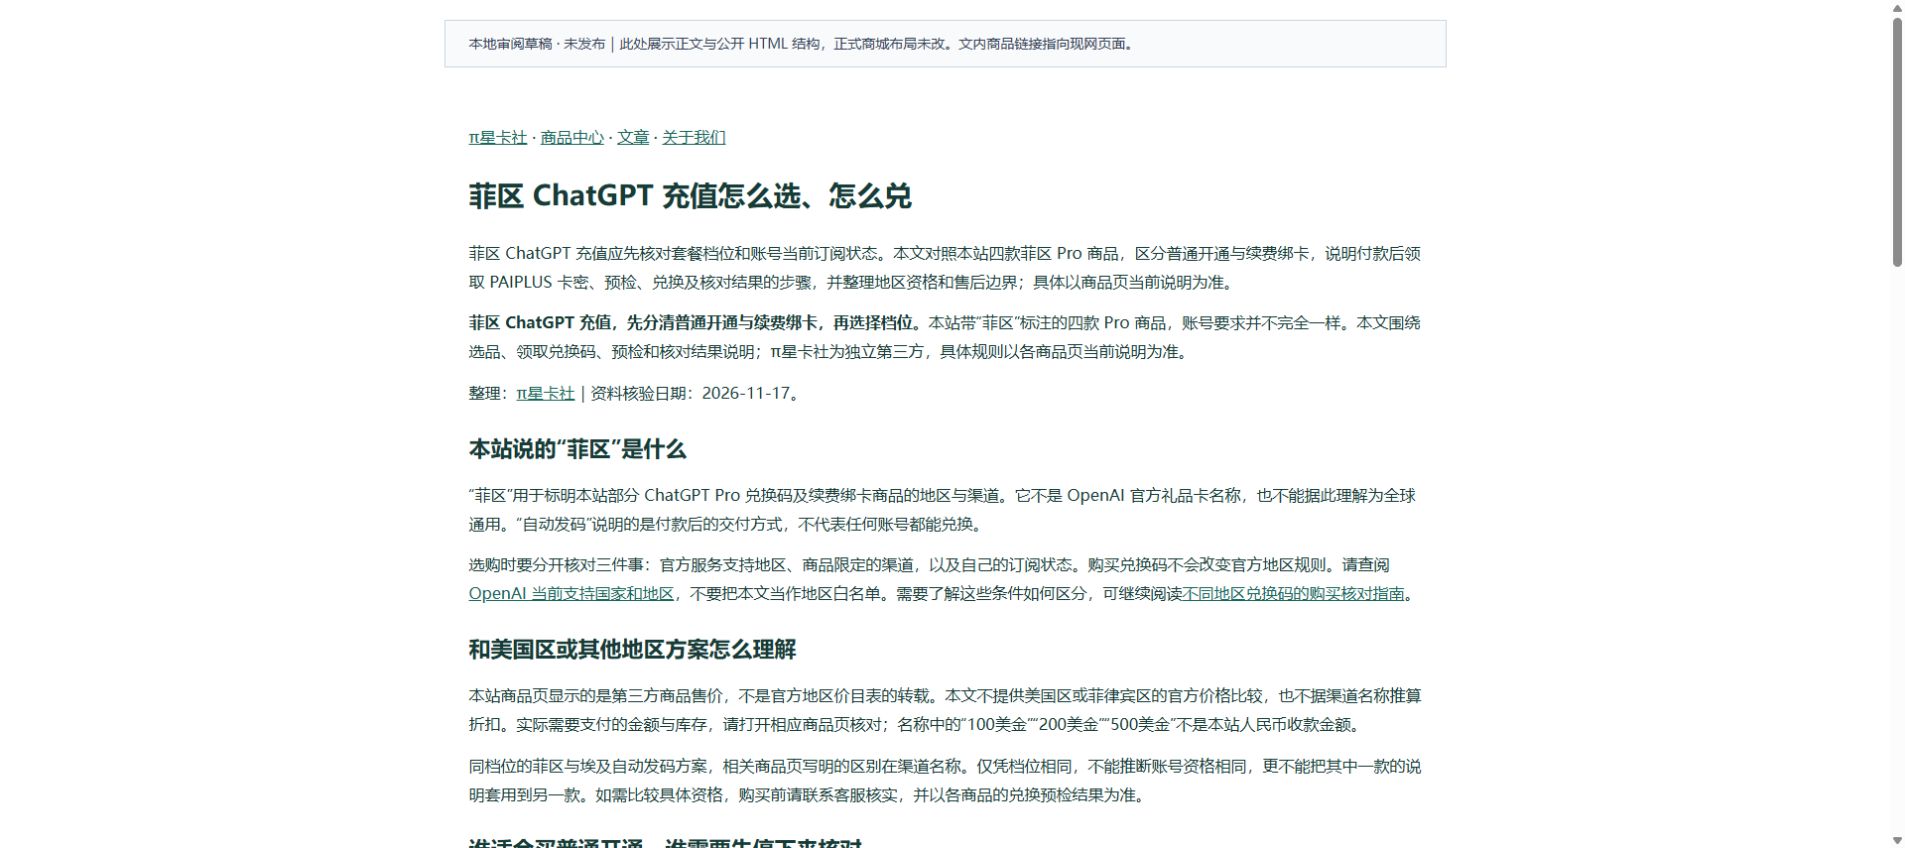 本地审阅草稿 · 未发布 | 此处展示正文与公开 HTML 结构，正式商城布局未改。文内商品链接指向现网页面。
π星卡社 · 商品中心 · 文章 · 关于我们
菲区 ChatGPT 充值怎么选、怎么兑
菲区 ChatGPT 充值应先核对套餐档位和账号当前订阅状态。本文对照本站四款菲区 Pro 商品，区分普通开通与续费绑卡，说明付款后领
取 PAIPLUS 卡密、预检、兑换及核对结果的步骤，并整理地区资格和售后边界；具体以商品页当前说明为准。
菲区 ChatGPT 充值，先分清普通开通与续费绑卡，再选择档位。本站带“菲区”标注的四款 Pro 商品，账号要求并不完全一样。本文围绕
选品、领取兑换码、预检和核对结果说明；π星卡社为独立第三方，具体规则以各商品页当前说明为准。
整理：π星卡社 | 资料核验日期：2026-11-17。
本站说的“菲区”是什么
“菲区”用于标明本站部分 ChatGPT Pro 兑换码及续费绑卡商品的地区与渠道。它不是 OpenAI 官方礼品卡名称，也不能据此理解为全球
通用。“自动发码”说明的是付款后的交付方式，不代表任何账号都能兑换。
选购时要分开核对三件事：官方服务支持地区、商品限定的渠道，以及自己的订阅状态。购买兑换码不会改变官方地区规则。请查阅
OpenAI 当前支持国家和地区，不要把本文当作地区白名单。需要了解这些条件如何区分，可继续阅读不同地区兑换码的购买核对指南。
和美国区或其他地区方案怎么理解
本站商品页显示的是第三方商品售价，不是官方地区价目表的转载。本文不提供美国区或菲律宾区的官方价格比较，也不据渠道名称推算
折扣。实际需要支付的金额与库存，请打开相应商品页核对；名称中的“100美金”“200美金”“500美金”不是本站人民币收款金额。
同档位的菲区与埃及自动发码方案，相关商品页写明的区别在渠道名称。仅凭档位相同，不能推断账号资格相同，更不能把其中一款的说
明套用到另一款。如需比较具体资格，购买前请联系客服核实，并以各商品的兑换预检结果为准。
谁适合买普通开通，谁需要先停下来核对